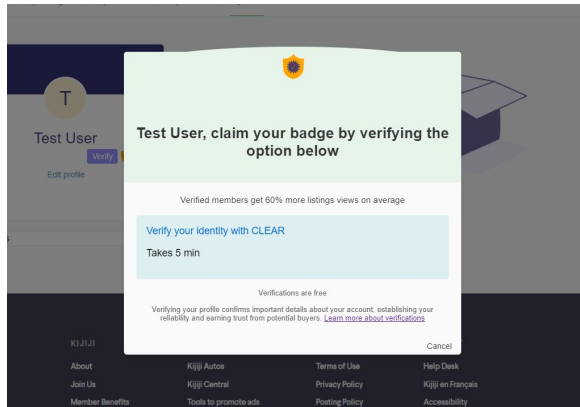 T
Test User
Verify
Edit profile
Test User, claim your badge by verifying the
option below
Verified members get 60% more listings views on average
Verify your identity with CLEAR
Takes 5 min
Verifications are free
Verifying your profile confirms important details about your account, establishing your
reliability and earning trust from potential buyers. Learn more about verifications
Cancel
KIJIJI
About
Join Us
Member Benefits
Kijiji Autos
Kijiji Central
Tools to promote ads
Terms of Use
Privacy Policy
Posting Policy
Help Desk
Kijiji en Français
Accessibility